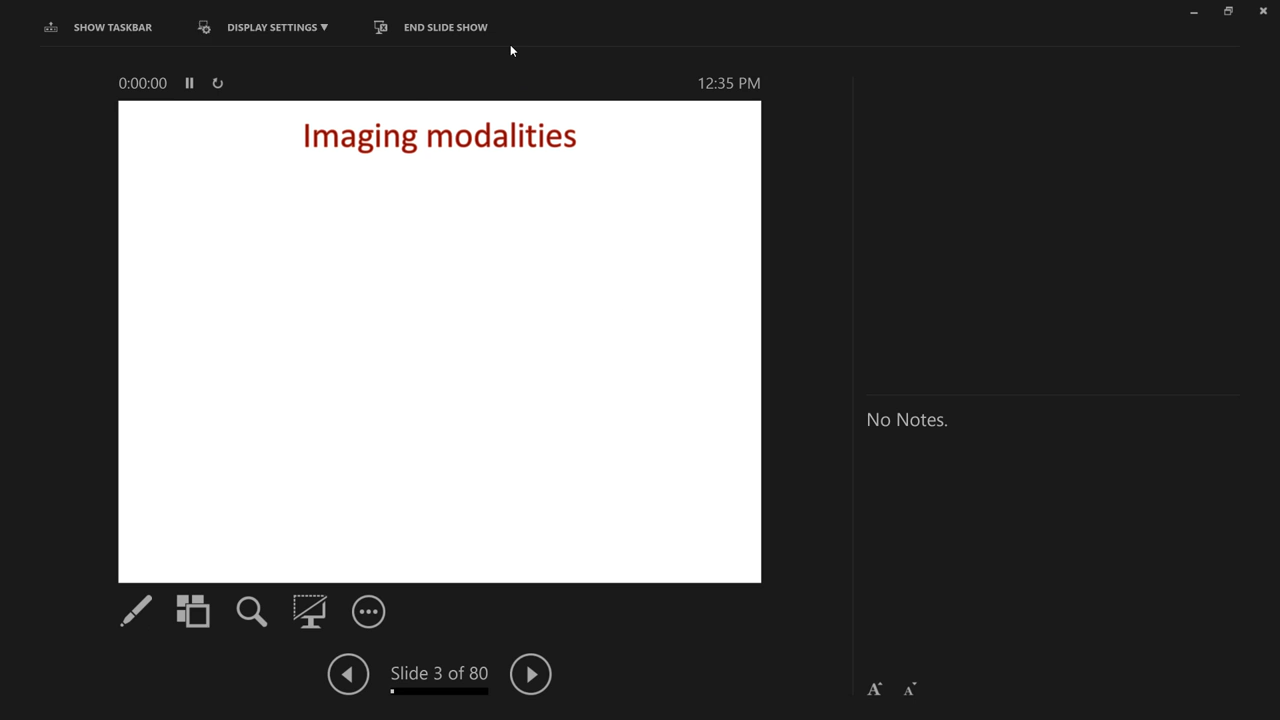 SHOW TASKBAR
DISPLAY SETTINGS ▼
END SLIDE SHOW
0:00:00
12:35 PM
Imaging modalities
No Notes.
Slide 3 of 80
A A